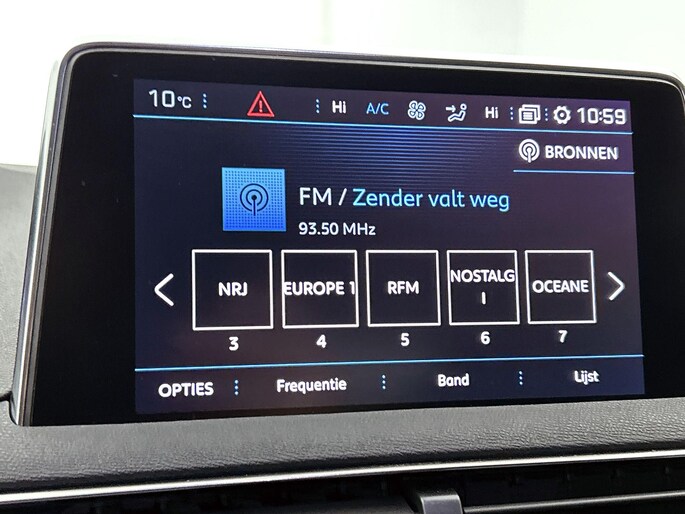 10°C Hi A/C Hi 10:59
BRONNEN
FM / Zender valt weg
93.50 MHz
NRJ EUROPE 1 RFM NOSTALG OCEANE
I
3 4 5 6 7
OPTIES Frequentie Band Lijst